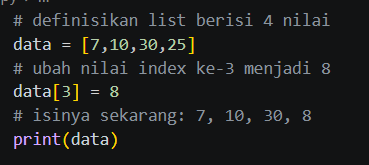 # definisikan list berisi 4 nilai
data = [7,10,30,25]
# ubah nilai index ke-3 menjadi 8
data[3] = 8
# isinya sekarang: 7, 10, 30, 8
print(data)